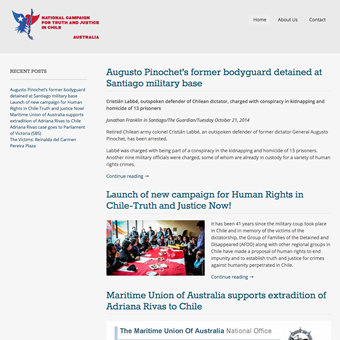 NATIONAL CAMPAIGN
FOR TRUTH AND JUSTICE
IN CHILE
AUSTRALIA
Home
About Us
Contact Us
RECENT POSTS
Augusto Pinochet's former bodyguard
detained at Santiago military base
Launch of new campaign for Human
Rights in Chile-Truth and Justice Now!
Maritime Union of Australia supports
extradition of Adriana Rivas to Chile
Adriana Rivas case goes to Parliament
of Victoria (SBS)
The Victims: Reinalda del Carmen
Pereira Plaza
Augusto Pinochet's former bodyguard detained at
Santiago military base
Cristián Labbé, outspoken defender of Chilean dictator, charged with conspiracy in kidnapping and
homicide of 13 prisoners
Jonathan Franklin in Santiago/The Guardian/Tuesday October 21, 2014
Retired Chilean army colonel Cristián Labbé, an outspoken defender of former dictator General Augusto
Pinochet, has been arrested.
Labbé was charged with being part of a conspiracy in the kidnapping and homicide of 13 prisoners.
Another nine military officers were charged, some of whom are already in custody for a variety of human
rights crimes.
Continue reading →
Launch of new campaign for Human Rights in
Chile-Truth and Justice Now!
It has been 41 years since the military coup took place
in Chile and in memory of the victims of the
dictatorship, the Group of Families of the Detained and
Disappeared (AFDD) along with other regional groups in
Chile have made a proposal of human rights to end
impunity and to establish truth and justice for crimes
against humanity perpetrated in Chile.
Continue reading →
Maritime Union of Australia supports extradition of
Adriana Rivas to Chile
The Maritime Union Of Australia National Office